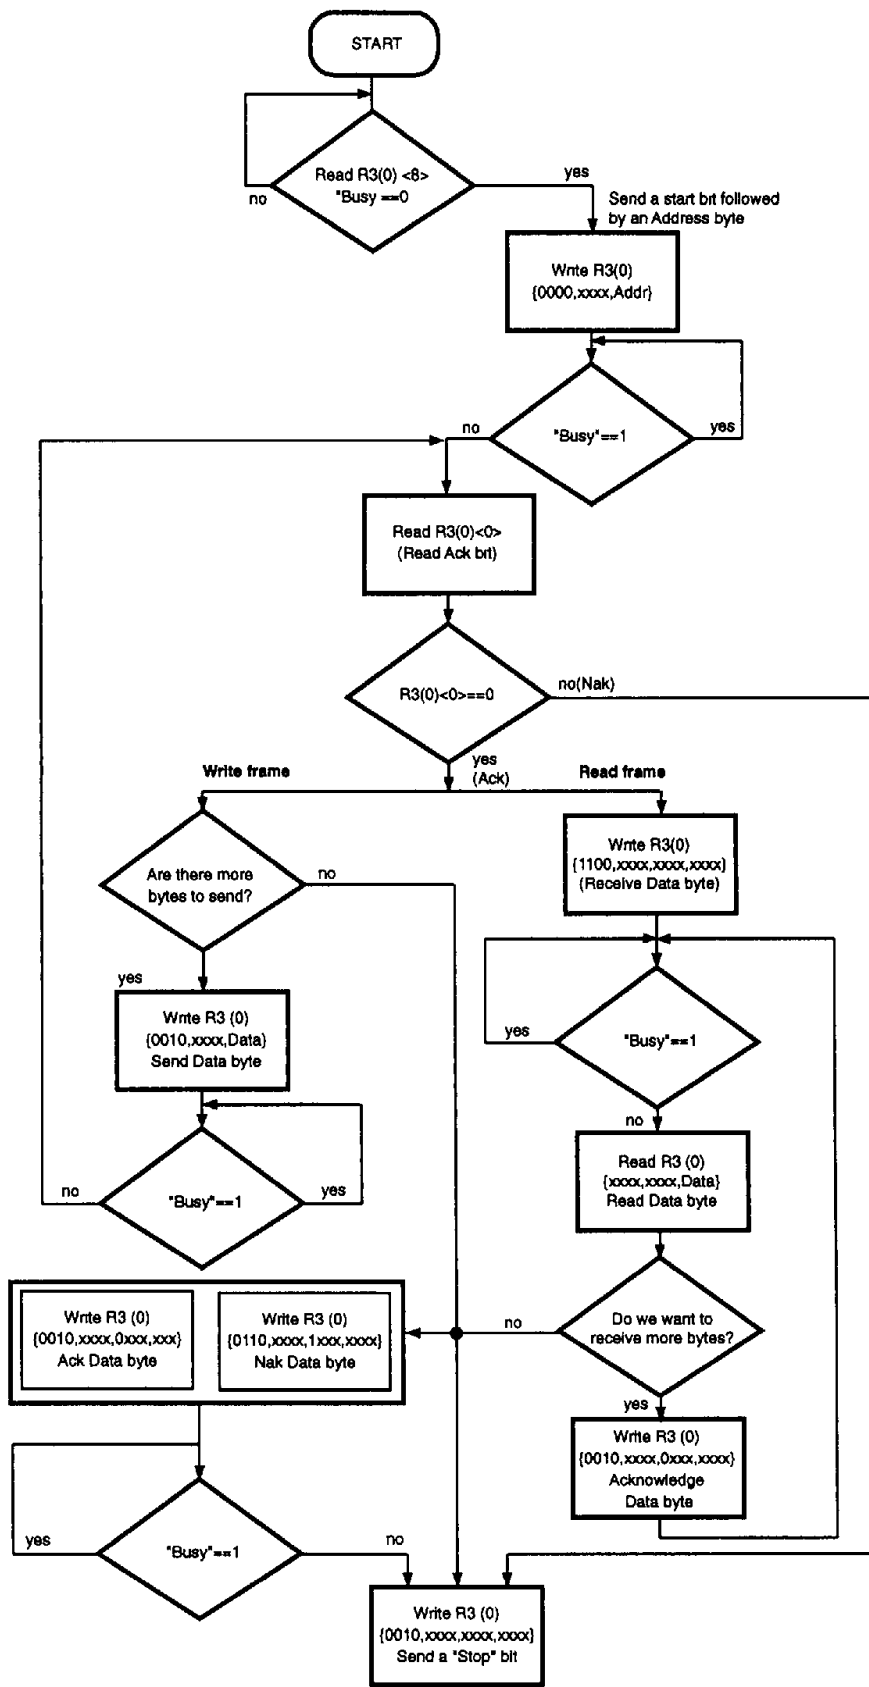 START
Read R3(0) <8>
"Busy ==0
no
yes
Send a start bit followed
by an Address byte
Write R3(0)
{0000,xxxx,Addr}
"Busy"==1
no
yes
Read R3(0)<0>
(Read Ack bit)
R3(0)<0>==0
no(Nak)
yes
(Ack)
Write frame
Read frame
Are there more
bytes to send?
no
yes
Write R3 (0)
{0010,xxxx,Data}
Send Data byte
"Busy"==1
no
yes
Write R3(0)
{1100,xxxx,xxxx,xxxx}
(Receive Data byte)
"Busy"==1
yes
no
Read R3 (0)
{xxxx,xxxx,Data}
Read Data byte
Do we want to
receive more bytes?
no
yes
Write R3 (0)
{0010,xxxx,0xxx,xxxx}
Acknowledge
Data byte
Write R3 (0)
{0010,xxxx,0xxx,xxx}
Ack Data byte
Write R3 (0)
{0110,xxxx,1xxx,xxxx}
Nak Data byte
"Busy"==1
yes
no
Write R3 (0)
{0010,xxxx,xxxx,xxxx}
Send a "Stop" bit